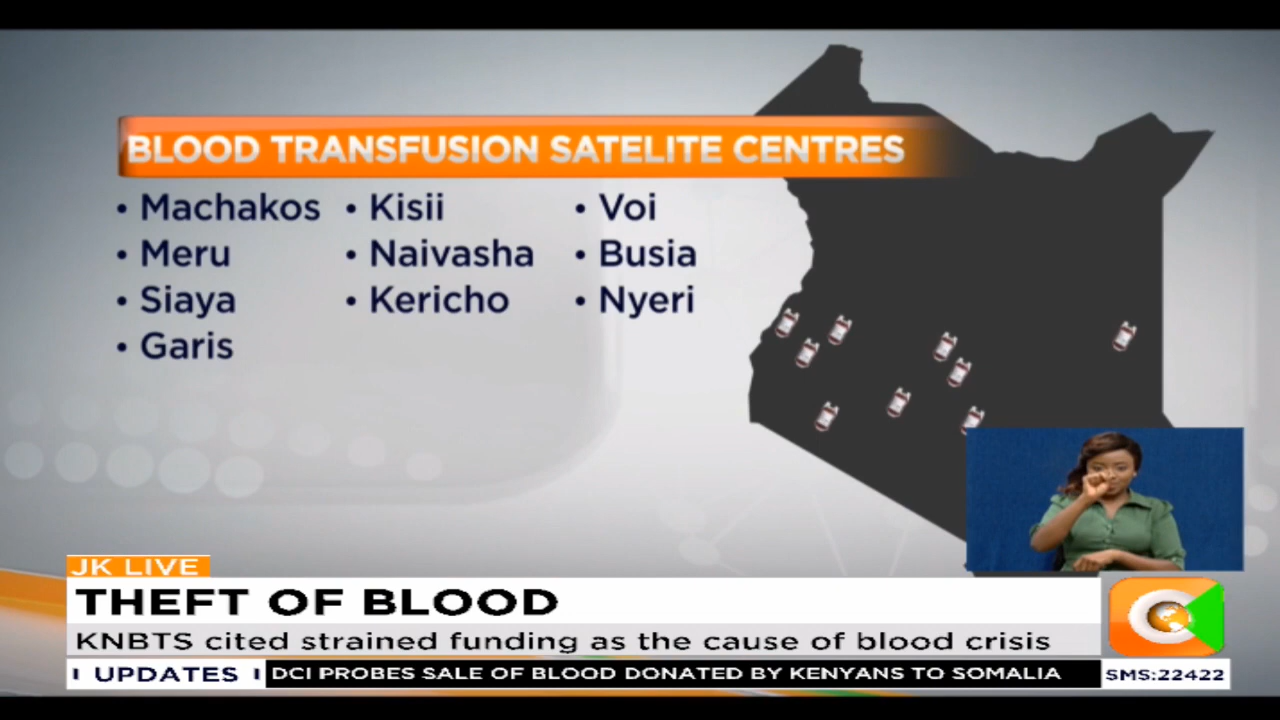 BLOOD TRANSFUSION SATELITE CENTRES
• Machakos
• Meru
• Siaya
• Garis
• Kisii
• Naivasha
• Kericho
• Voi
• Busia
• Nyeri
JK LIVE
THEFT OF BLOOD
KNBTS cited strained funding as the cause of blood crisis
UPDATES
DCI PROBES SALE OF BLOOD DONATED BY KENYANS TO SOMALIA
SMS:22422